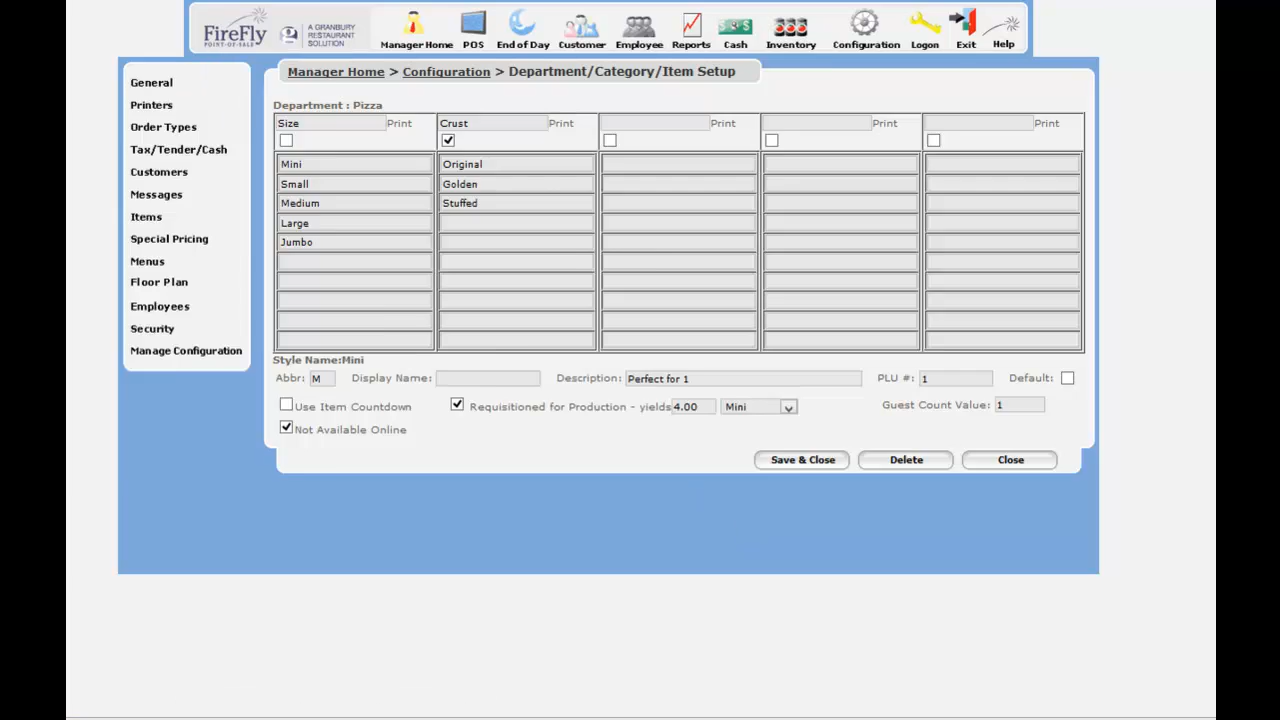 FireFly
POINT-OF-SALE
A GRANBURY
RESTAURANT
SOLUTION
Manager Home POS End of Day Customer Employee Reports Cash Inventory Configuration Logon Exit Help
Manager Home > Configuration > Department/Category/Item Setup
General
Printers
Order Types
Tax/Tender/Cash
Customers
Messages
Items
Special Pricing
Menus
Floor Plan
Employees
Security
Manage Configuration
Department : Pizza
Size Print Crust Print Print Print Print
Mini Original
Small Golden
Medium Stuffed
Large
Jumbo
Style Name:Mini
Abbr: M Display Name: Description: Perfect for 1 PLU #: 1 Default:
Use Item Countdown Requisitioned for Production - yields 4.00 Mini Guest Count Value: 1
Not Available Online
Save & Close Delete Close